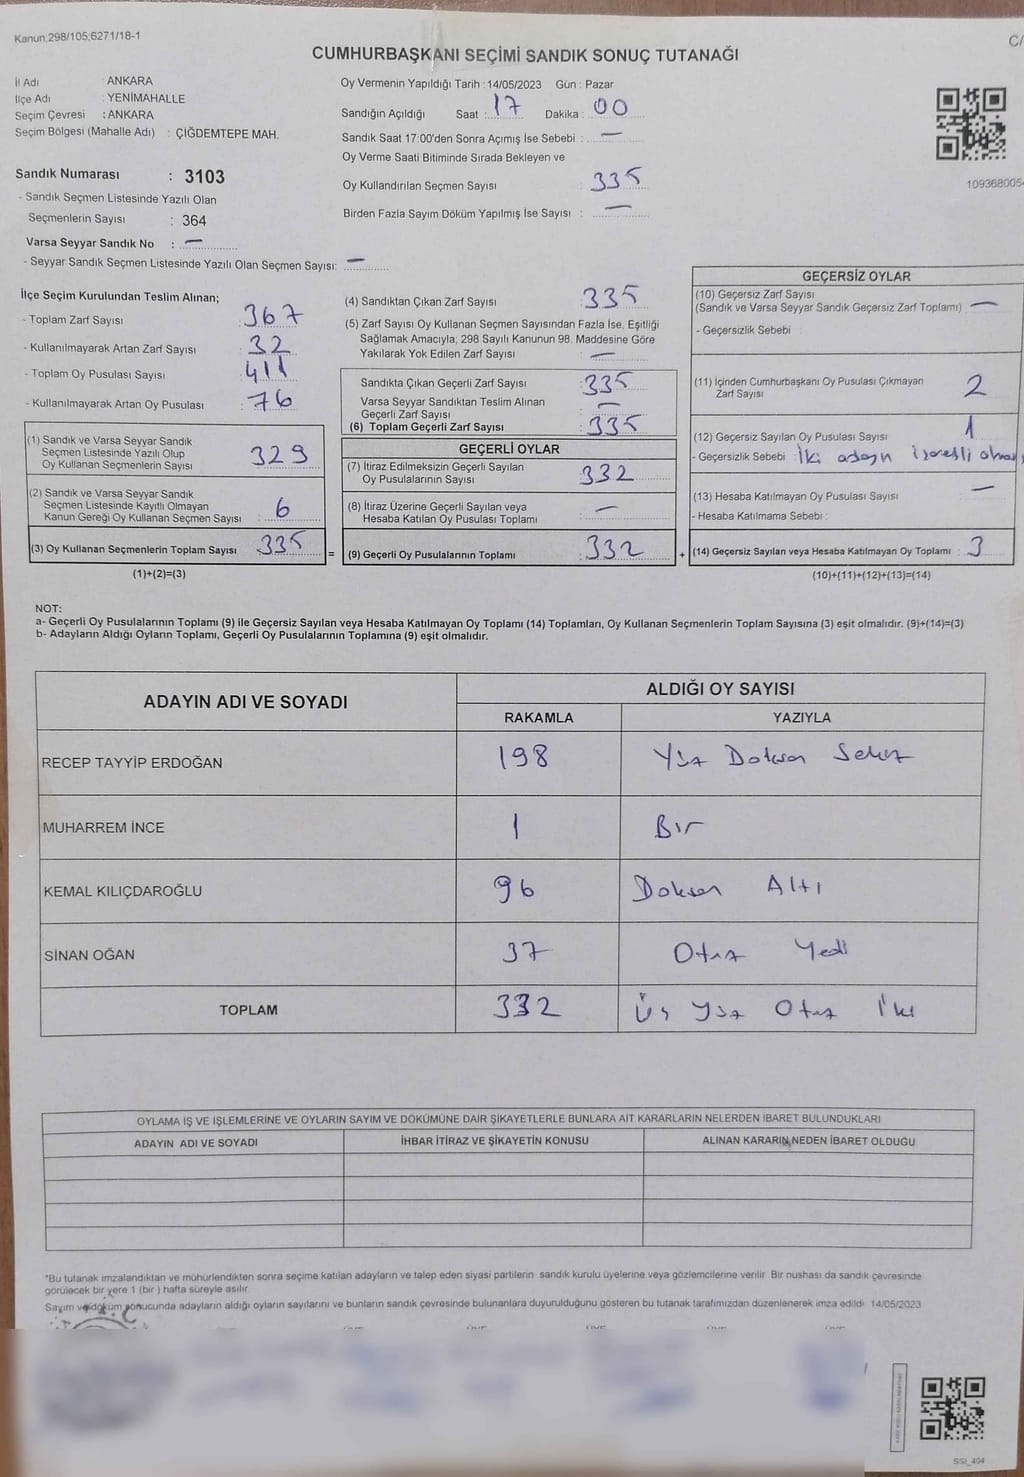 Kanun:298/105;6271/18-1
C/
CUMHURBAŞKANI SEÇİMİ SANDIK SONUÇ TUTANAĞI
İl Adı : ANKARA
İlçe Adı : YENİMAHALLE
Seçim Çevresi : ANKARA
Seçim Bölgesi (Mahalle Adı) : ÇİĞDEMTEPE MAH.
Sandık Numarası : 3103
- Sandık Seçmen Listesinde Yazılı Olan
Seçmenlerin Sayısı : 364
Varsa Seyyar Sandık No : —
- Seyyar Sandık Seçmen Listesinde Yazılı Olan Seçmen Sayısı: —
Oy Vermenin Yapıldığı Tarih : 14/05/2023 Gün : Pazar
Sandığın Açıldığı Saat : 17 Dakika : 00
Sandık Saat 17:00'den Sonra Açımış İse Sebebi : —
Oy Verme Saati Bitiminde Sırada Bekleyen ve
Oy Kullandırılan Seçmen Sayısı : 335
Birden Fazla Sayım Döküm Yapılmış İse Sayısı : —
1093680054
İlçe Seçim Kurulundan Teslim Alınan;
- Toplam Zarf Sayısı : 367
- Kullanılmayarak Artan Zarf Sayısı : 32
- Toplam Oy Pusulası Sayısı : 411
- Kullanılmayarak Artan Oy Pusulası : 76
(1) Sandık ve Varsa Seyyar Sandık
Seçmen Listesinde Yazılı Olup
Oy Kullanan Seçmenlerin Sayısı : 329
(2) Sandık ve Varsa Seyyar Sandık
Seçmen Listesinde Kayıtlı Olmayan
Kanun Gereği Oy Kullanan Seçmen Sayısı : 6
(3) Oy Kullanan Seçmenlerin Toplam Sayısı : 335
(1)+(2)=(3)
(4) Sandıktan Çıkan Zarf Sayısı : 335
(5) Zarf Sayısı Oy Kullanan Seçmen Sayısından Fazla İse, Eşitliği
Sağlamak Amacıyla; 298 Sayılı Kanunun 98. Maddesine Göre
Yakılarak Yok Edilen Zarf Sayısı : —
Sandıkta Çıkan Geçerli Zarf Sayısı : 335
Varsa Seyyar Sandıktan Teslim Alınan
Geçerli Zarf Sayısı : —
(6) Toplam Geçerli Zarf Sayısı : 335
GEÇERLİ OYLAR
(7) İtiraz Edilmeksizin Geçerli Sayılan
Oy Pusulalarının Sayısı : 332
(8) İtiraz Üzerine Geçerli Sayılan veya
Hesaba Katılan Oy Pusulası Toplamı : —
= (9) Geçerli Oy Pusulalarının Toplamı : 332 +
GEÇERSİZ OYLAR
(10) Geçersiz Zarf Sayısı
(Sandık ve Varsa Seyyar Sandık Geçersiz Zarf Toplamı) : —
- Geçersizlik Sebebi :
(11) İçinden Cumhurbaşkanı Oy Pusulası Çıkmayan
Zarf Sayısı : 2
(12) Geçersiz Sayılan Oy Pusulası Sayısı : 1
- Geçersizlik Sebebi : İki adayın işaretli olması
(13) Hesaba Katılmayan Oy Pusulası Sayısı : —
- Hesaba Katılmama Sebebi :
(14) Geçersiz Sayılan veya Hesaba Katılmayan Oy Toplamı : 3
(10)+(11)+(12)+(13)=(14)
NOT:
a- Geçerli Oy Pusulalarının Toplamı (9) ile Geçersiz Sayılan veya Hesaba Katılmayan Oy Toplamı (14) Toplamları, Oy Kullanan Seçmenlerin Toplam Sayısına (3) eşit olmalıdır. (9)+(14)=(3)
b- Adayların Aldığı Oyların Toplamı, Geçerli Oy Pusulalarının Toplamına (9) eşit olmalıdır.
ADAYIN ADI VE SOYADI ALDIĞI OY SAYISI
RAKAMLA YAZIYLA
RECEP TAYYİP ERDOĞAN 198 Yüz Doksan Sekiz
MUHARREM İNCE 1 Bir
KEMAL KILIÇDAROĞLU 96 Doksan Altı
SİNAN OĞAN 37 Otuz Yedi
TOPLAM 332 Üç Yüz Otuz İki
OYLAMA İŞ VE İŞLEMLERİNE VE OYLARIN SAYIM VE DÖKÜMÜNE DAİR ŞİKAYETLERLE BUNLARA AİT KARARLARIN NELERDEN İBARET BULUNDUKLARI
ADAYIN ADI VE SOYADI İHBAR İTİRAZ VE ŞİKAYETİN KONUSU ALINAN KARARIN NEDEN İBARET OLDUĞU
*Bu tutanak imzalandıktan ve mühürlendikten sonra seçime katılan adayların ve talep eden siyasi partilerin sandık kurulu üyelerine veya gözlemcilerine verilir. Bir nushası da sandık çevresinde
görülecek bir yere 1 (bir) hafta süreyle asılır.
Sayım ve döküm sonucunda adayların aldığı oyların sayılarını ve bunların sandık çevresinde bulunanlara duyurulduğunu gösteren bu tutanak tarafımızdan düzenlenerek imza edildi 14/05/2023
SSI_404